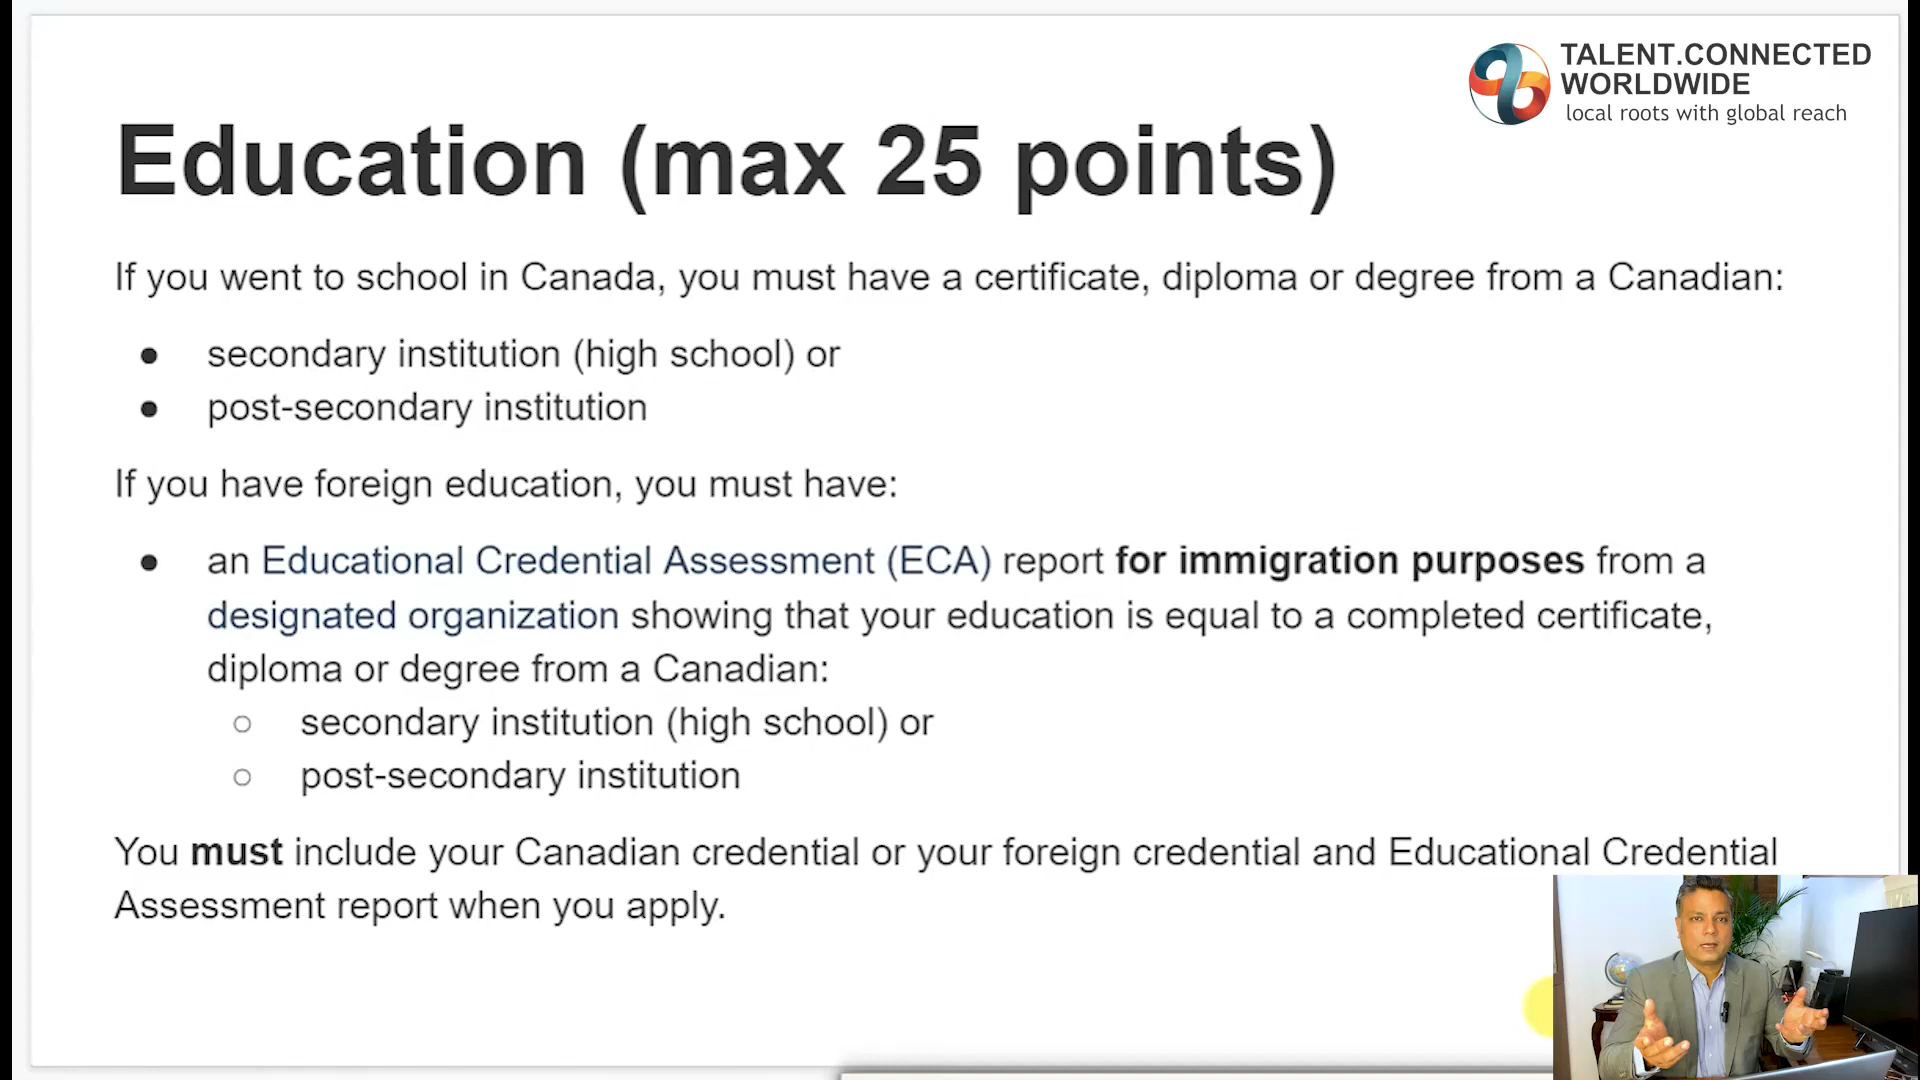 TALENT.CONNECTED
WORLDWIDE
local roots with global reach
Education (max 25 points)
If you went to school in Canada, you must have a certificate, diploma or degree from a Canadian:
● secondary institution (high school) or
● post-secondary institution
If you have foreign education, you must have:
● an Educational Credential Assessment (ECA) report for immigration purposes from a
designated organization showing that your education is equal to a completed certificate,
diploma or degree from a Canadian:
○ secondary institution (high school) or
○ post-secondary institution
You must include your Canadian credential or your foreign credential and Educational Credential
Assessment report when you apply.